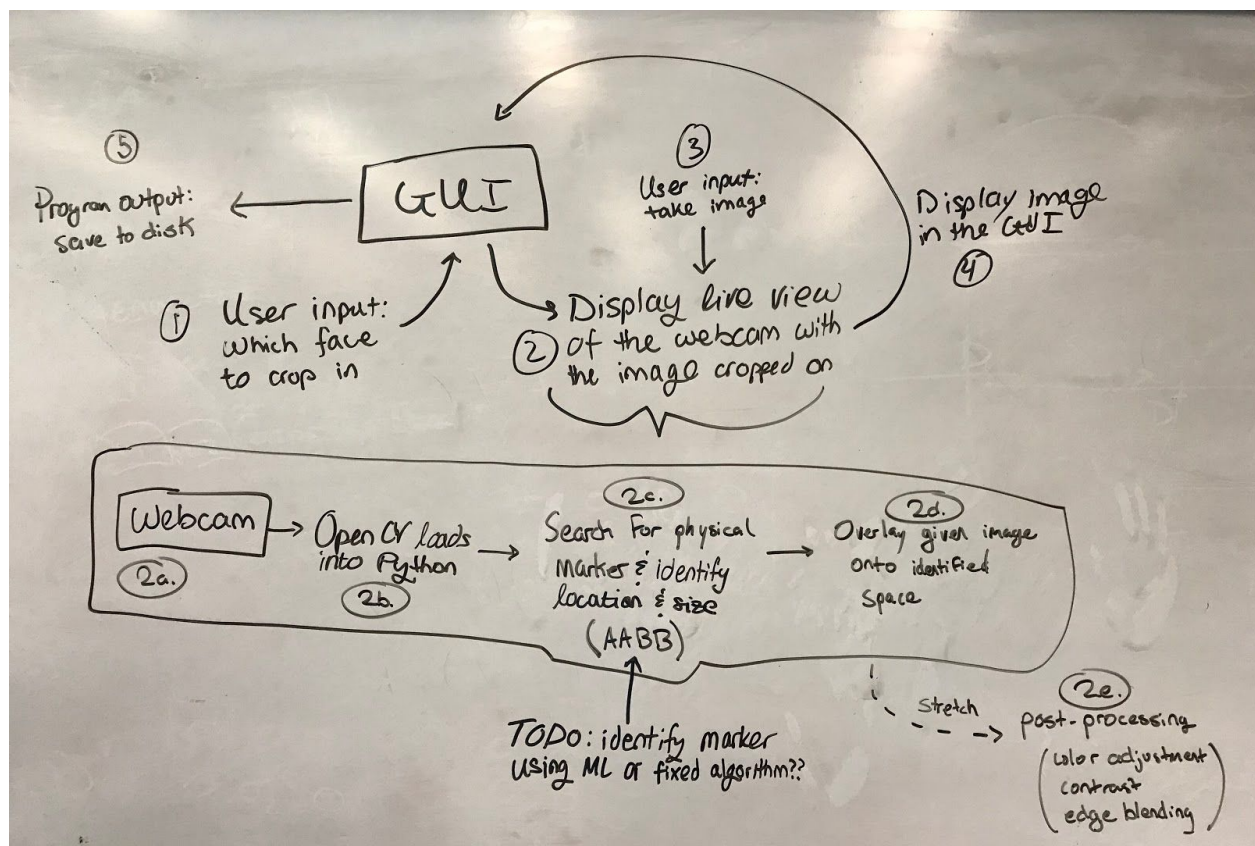 ⑤
Program output:
save to disk
GUI
③
User input:
take image
Display image
in the GUI
④
① User input:
which face
to crop in
Display live view
② of the webcam with
the image cropped on
Webcam
2a.
Open CV loads
into Python
2b.
2c.
Search For physical
marker & identify
location & size
(AABB)
2d.
Overlay given image
onto identified
space
TODO: identify marker
using ML or fixed algorithm??
Stretch
2e.
post-processing
(color adjustment
contrast
edge blending)